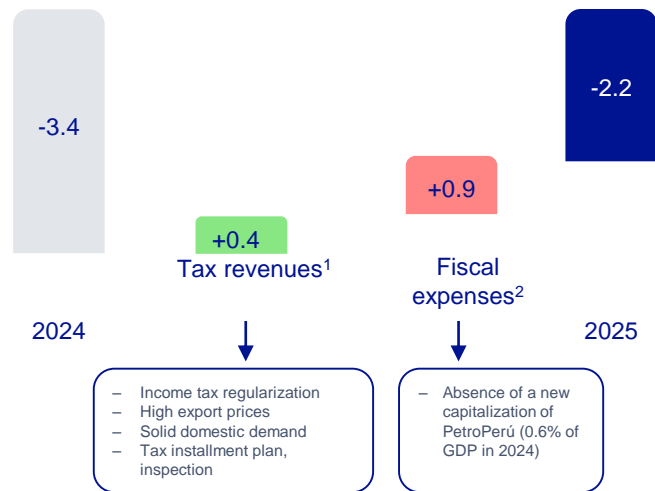 -3.4
+0.4
+0.9
-2.2
Tax revenues¹
Fiscal
expenses²
2024
2025
– Income tax regularization
– High export prices
– Solid domestic demand
– Tax installment plan,
inspection
– Absence of a new
capitalization of
PetroPerú (0.6% of
GDP in 2024)